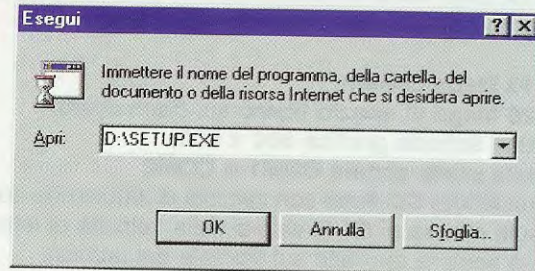 Esegui
Immettere il nome del programma, della cartella, del
documento o della risorsa Internet che si desidera aprire.
Apri: D:\SETUP.EXE
OK Annulla Sfoglia...